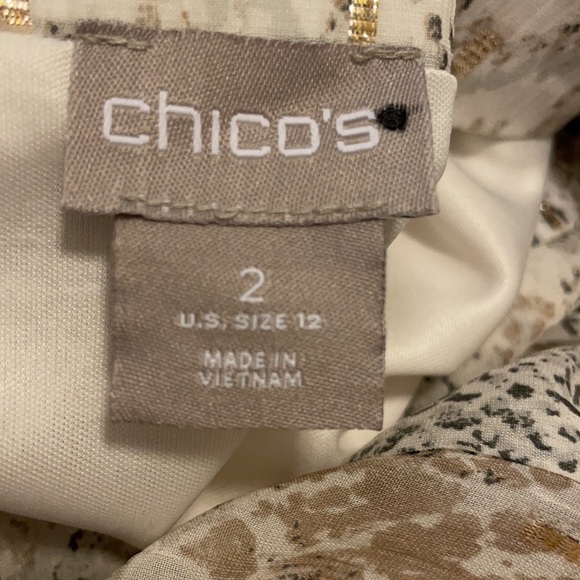 chico's
2
U.S. SIZE 12
MADE IN
VIETNAM